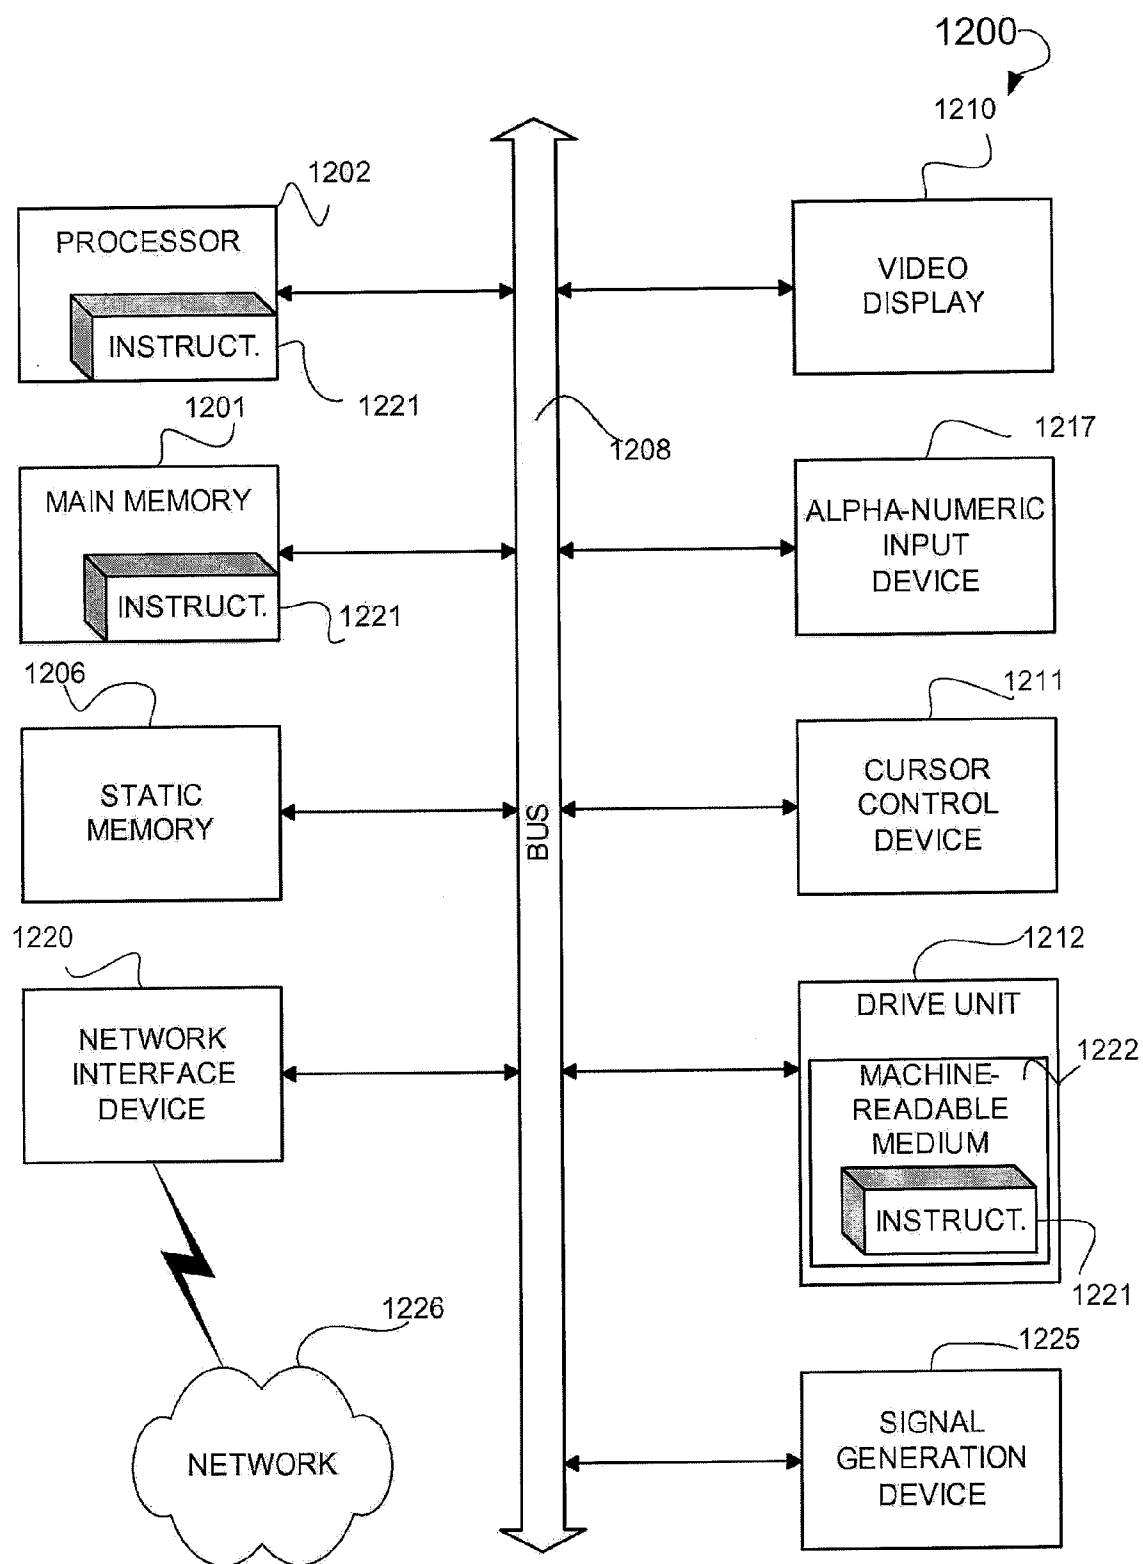 1200
1210
1202
PROCESSOR
INSTRUCT.
1221
VIDEO
DISPLAY
1201
MAIN MEMORY
INSTRUCT.
1221
1208
1217
ALPHA-NUMERIC
INPUT
DEVICE
1206
STATIC
MEMORY
BUS
1211
CURSOR
CONTROL
DEVICE
1220
NETWORK
INTERFACE
DEVICE
1212
DRIVE UNIT
1222
MACHINE-
READABLE
MEDIUM
INSTRUCT.
1221
1226
NETWORK
1225
SIGNAL
GENERATION
DEVICE